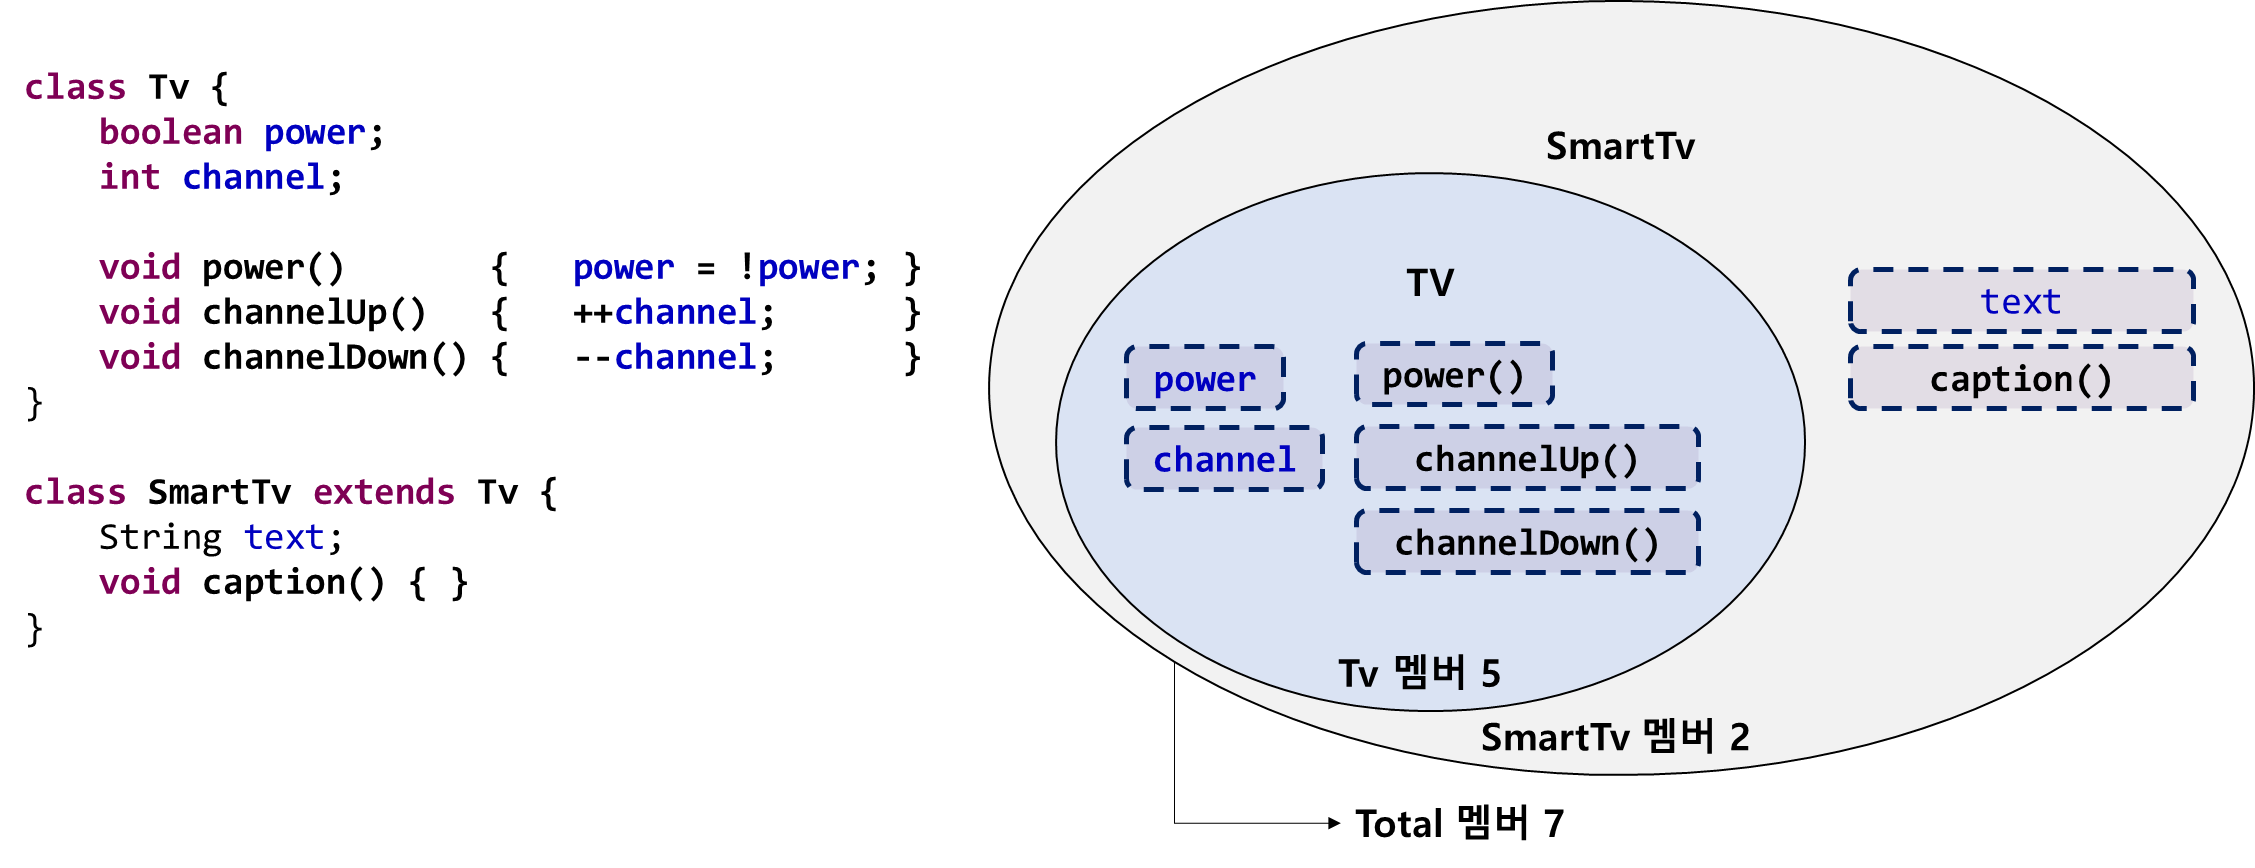 class Tv {
boolean power;
int channel;
void power() { power = !power; }
void channelUp() { ++channel; }
void channelDown() { --channel; }
}
class SmartTv extends Tv {
String text;
void caption() { }
}
SmartTv
TV
power
channel
power()
channelUp()
channelDown()
text
caption()
Tv 멤버 5
SmartTv 멤버 2
Total 멤버 7